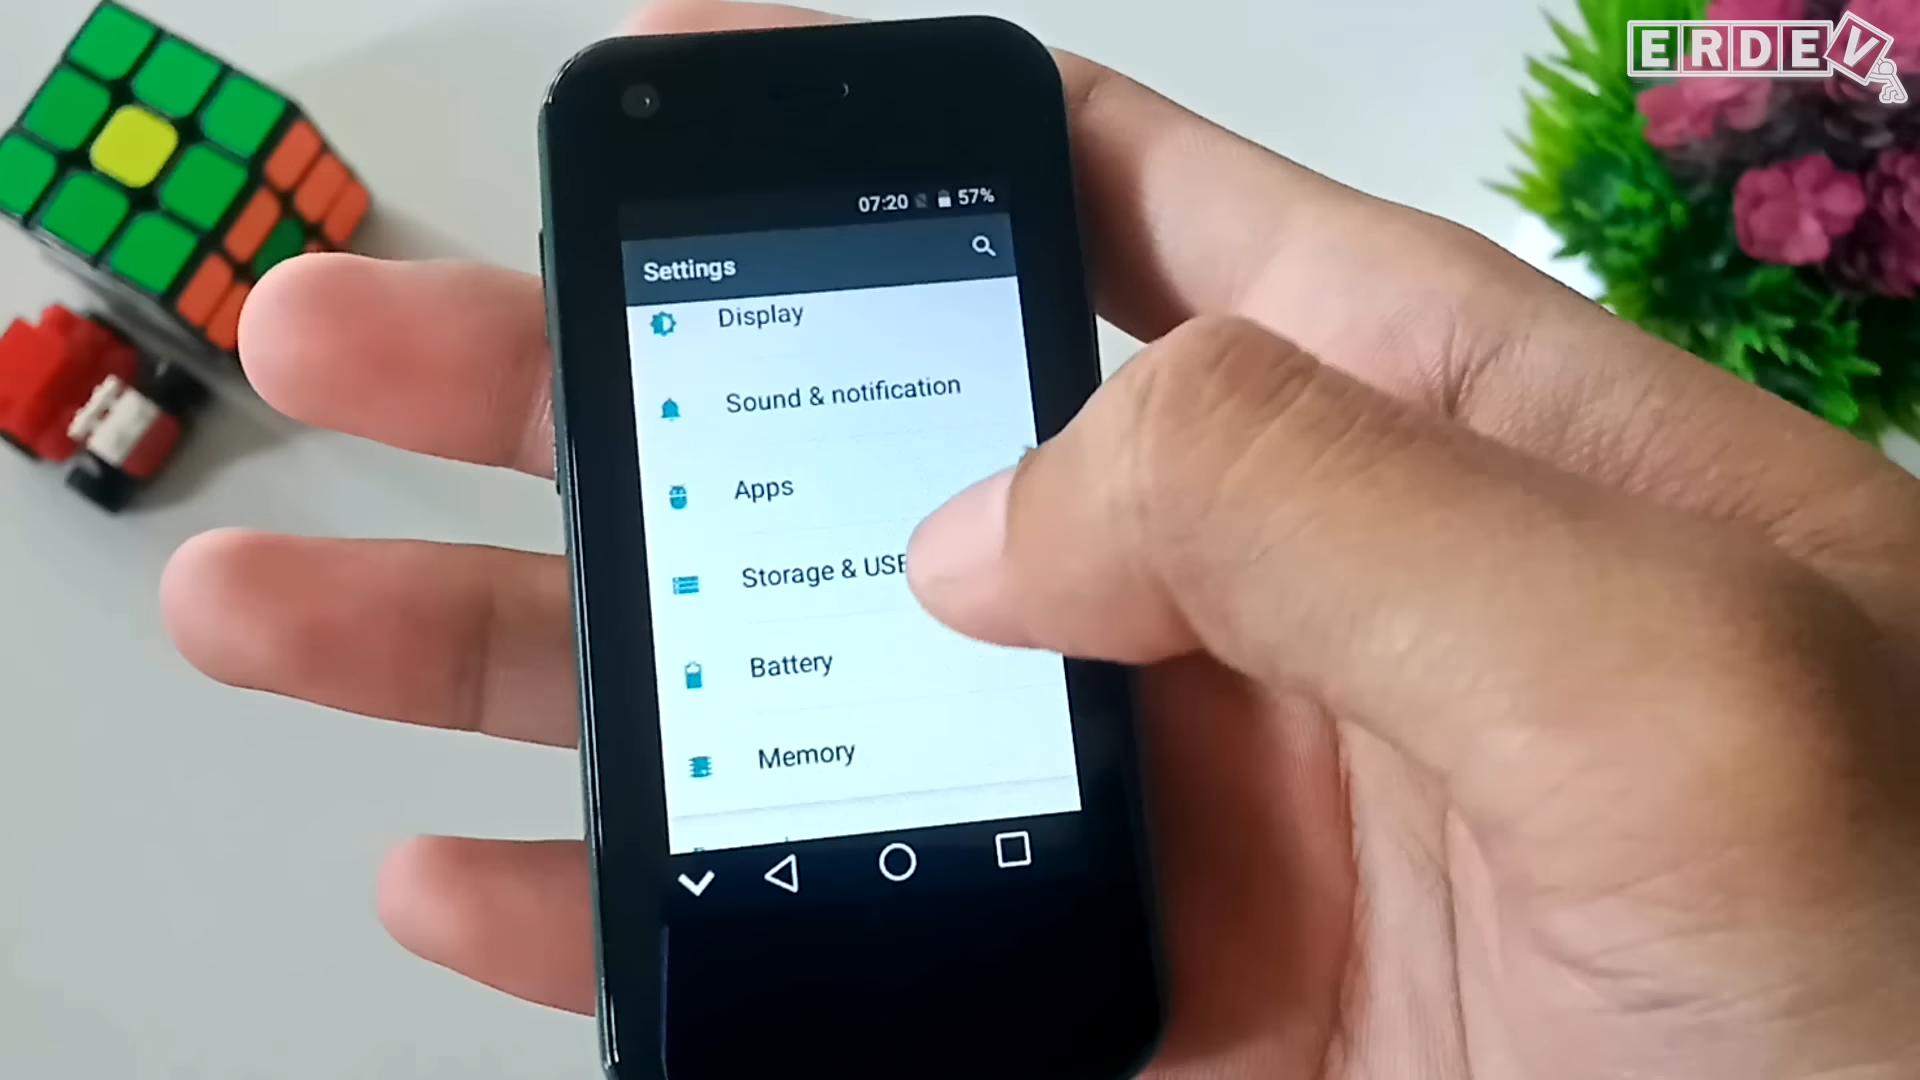 ERDEV
07:20 57%
Settings
Display
Sound & notification
Apps
Storage & USB
Battery
Memory